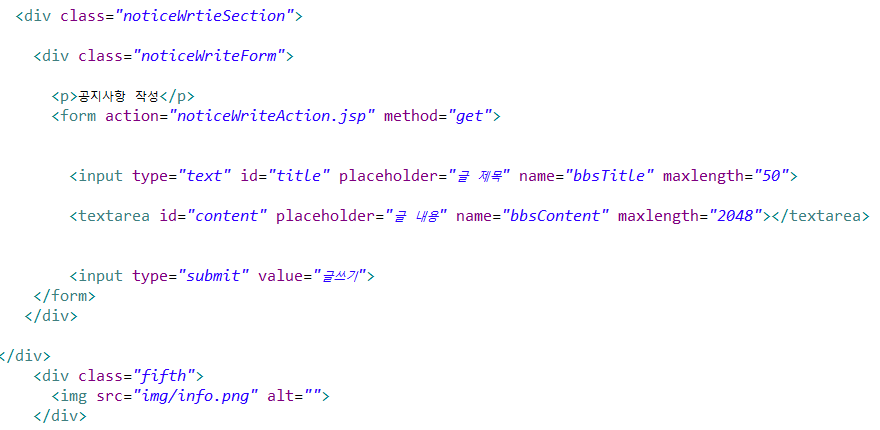 <div class="noticeWrtieSection">
<div class="noticeWriteForm">
<p>공지사항 작성</p>
<form action="noticeWriteAction.jsp" method="get">
<input type="text" id="title" placeholder="글 제목" name="bbsTitle" maxlength="50">
<textarea id="content" placeholder="글 내용" name="bbsContent" maxlength="2048"></textarea>
<input type="submit" value="글쓰기">
</form>
</div>
</div>
<div class="fifth">
<img src="img/info.png" alt="">
</div>